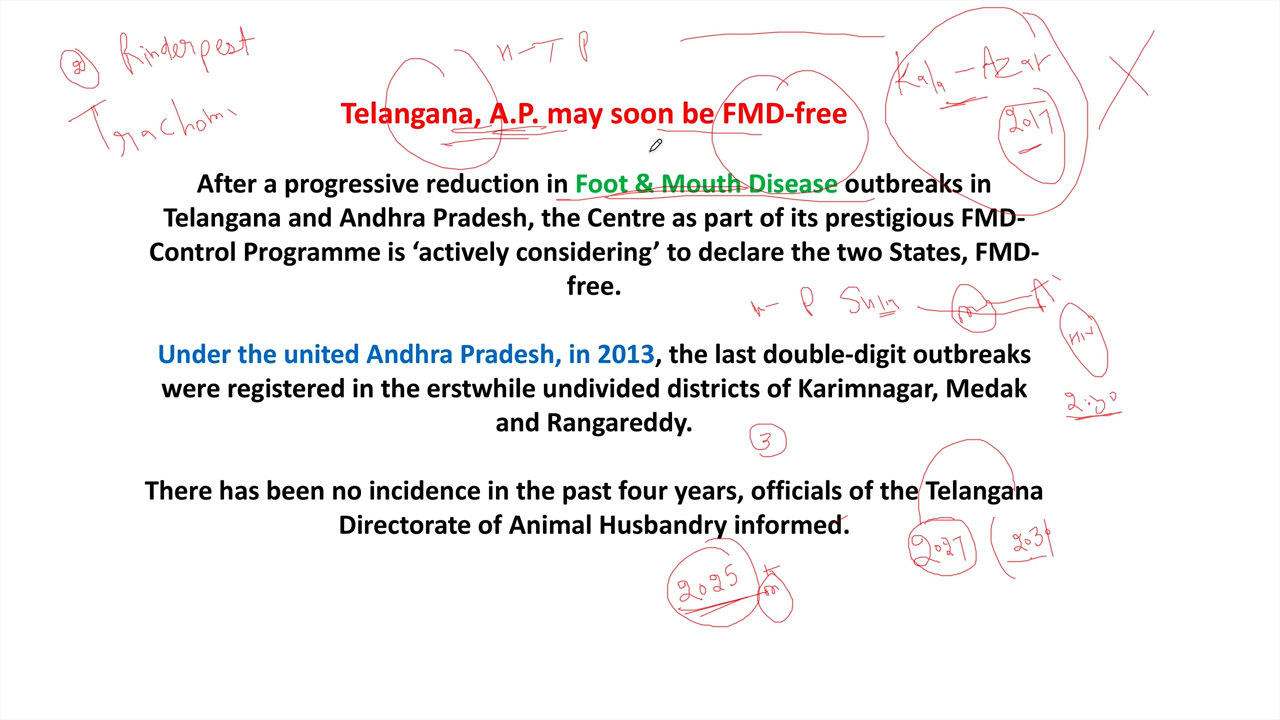 ② Rinderpest
Trachom
n-T P
Kala-Azar
2017
Telangana, A.P. may soon be FMD-free
After a progressive reduction in Foot & Mouth Disease outbreaks in
Telangana and Andhra Pradesh, the Centre as part of its prestigious FMD-
Control Programme is ‘actively considering’ to declare the two States, FMD-
free.
Under the united Andhra Pradesh, in 2013, the last double-digit outbreaks
were registered in the erstwhile undivided districts of Karimnagar, Medak
and Rangareddy.
2030
3
There has been no incidence in the past four years, officials of the Telangana
Directorate of Animal Husbandry informed.
2027
2030
2025